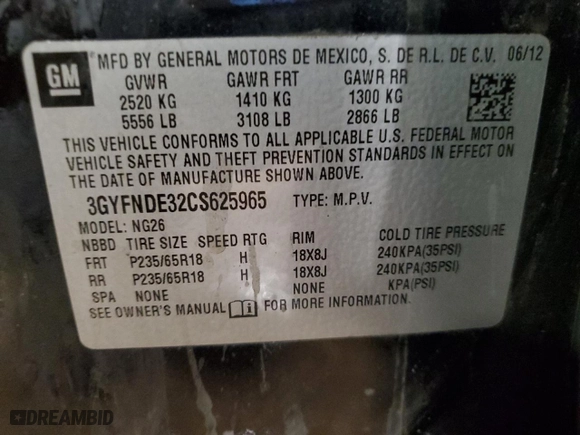 GM
MFD BY GENERAL MOTORS DE MEXICO, S. DE R.L. DE C.V. 06/12
GVWR GAWR FRT GAWR RR
2520 KG 1410 KG 1300 KG
5556 LB 3108 LB 2866 LB
THIS VEHICLE CONFORMS TO ALL APPLICABLE U.S. FEDERAL MOTOR
VEHICLE SAFETY AND THEFT PREVENTION STANDARDS IN EFFECT ON
THE DATE OF MANUFACTURE SHOWN ABOVE.
3GYFNDE32CS625965 TYPE: M.P.V.
MODEL: NG26
NBBD TIRE SIZE SPEED RTG RIM COLD TIRE PRESSURE
FRT P235/65R18 H 18X8J 240KPA(35PSI)
RR P235/65R18 H 18X8J 240KPA(35PSI)
SPA NONE NONE KPA(PSI)
SEE OWNER'S MANUAL FOR MORE INFORMATION.
DREAMBID